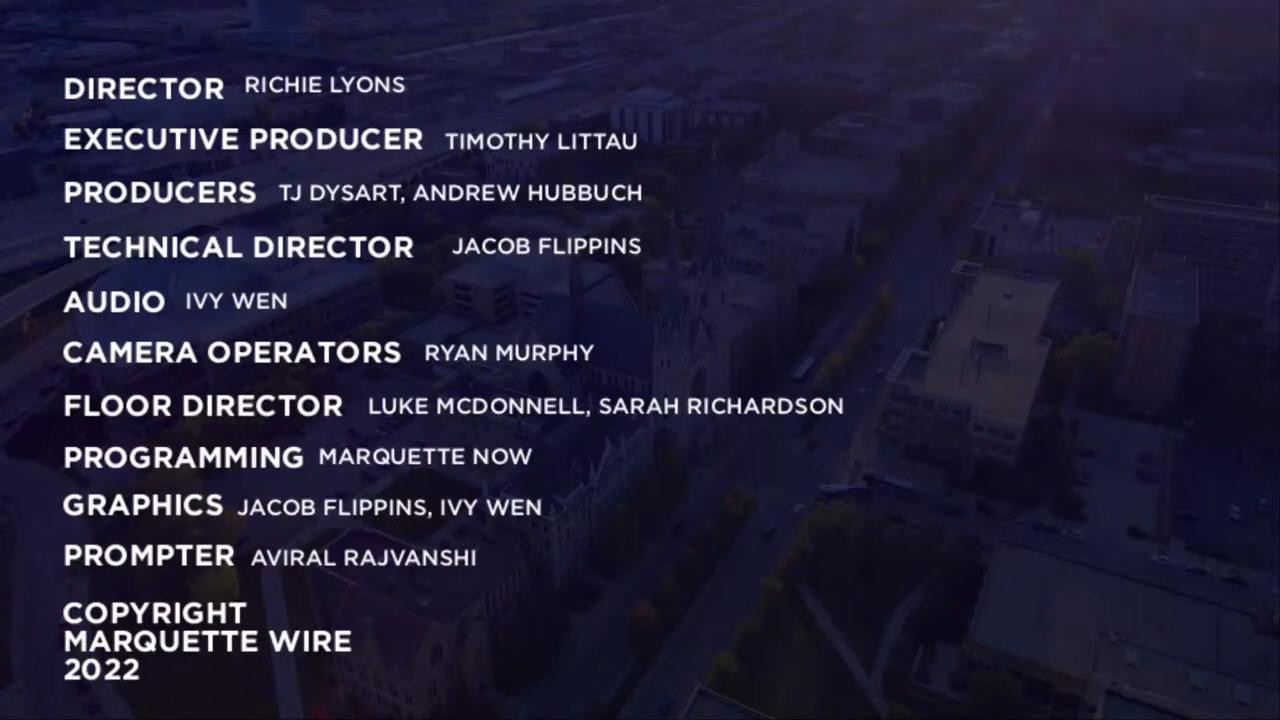 DIRECTOR RICHIE LYONS
EXECUTIVE PRODUCER TIMOTHY LITTAU
PRODUCERS TJ DYSART, ANDREW HUBBUCH
TECHNICAL DIRECTOR JACOB FLIPPINS
AUDIO IVY WEN
CAMERA OPERATORS RYAN MURPHY
FLOOR DIRECTOR LUKE MCDONNELL, SARAH RICHARDSON
PROGRAMMING MARQUETTE NOW
GRAPHICS JACOB FLIPPINS, IVY WEN
PROMPTER AVIRAL RAJVANSHI
COPYRIGHT
MARQUETTE WIRE
2022